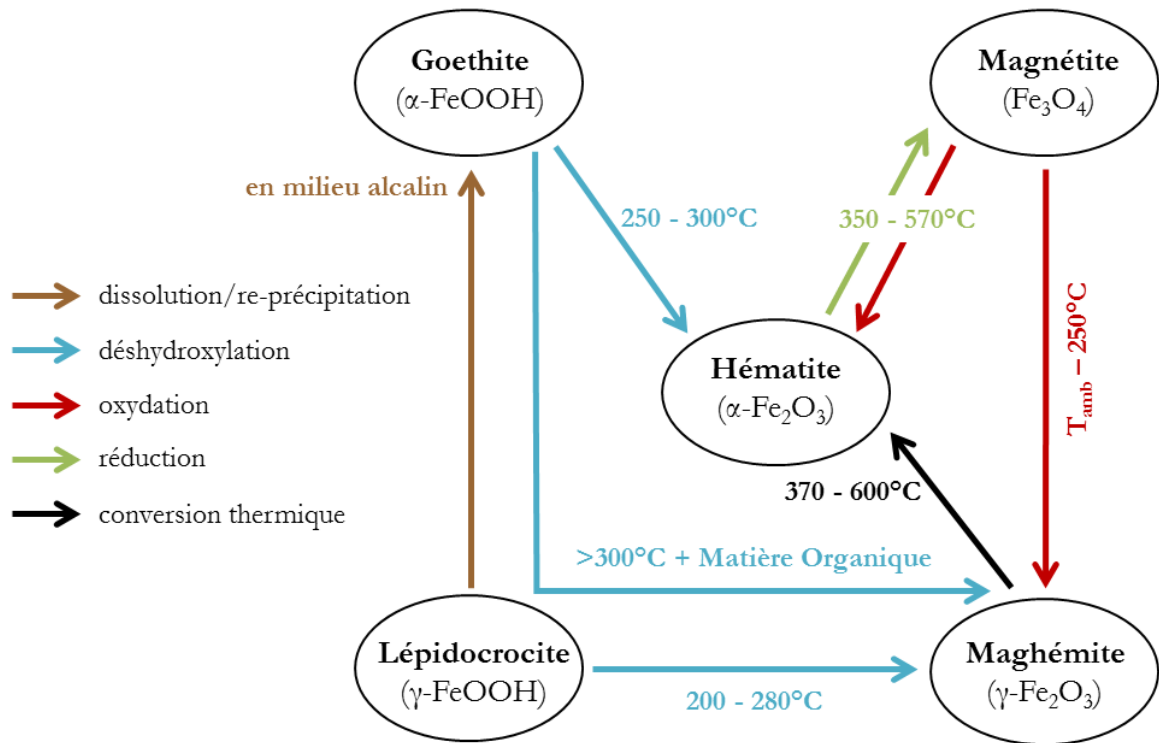 Goethite
(α-FeOOH)
Magnétite
(Fe₃O₄)
en milieu alcalin
250 - 300°C
350 - 570°C
dissolution/re-précipitation
déshydroxylation
oxydation
réduction
conversion thermique
Hématite
(α-Fe₂O₃)
T_amb – 250°C
370 - 600°C
>300°C + Matière Organique
Lépidocrocite
(γ-FeOOH)
200 - 280°C
Maghémite
(γ-Fe₂O₃)